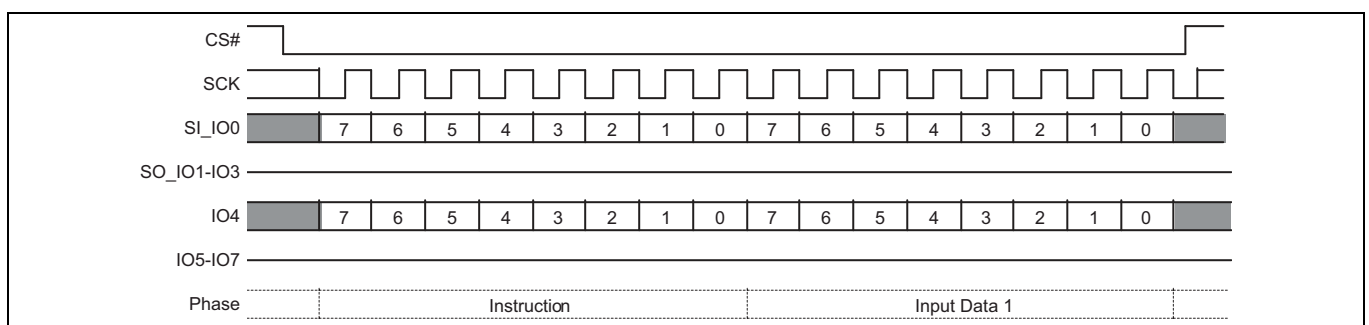 CS#
SCK
SI_IO0 7 6 5 4 3 2 1 0 7 6 5 4 3 2 1 0
SO_IO1-IO3
IO4 7 6 5 4 3 2 1 0 7 6 5 4 3 2 1 0
IO5-IO7
Phase Instruction Input Data 1